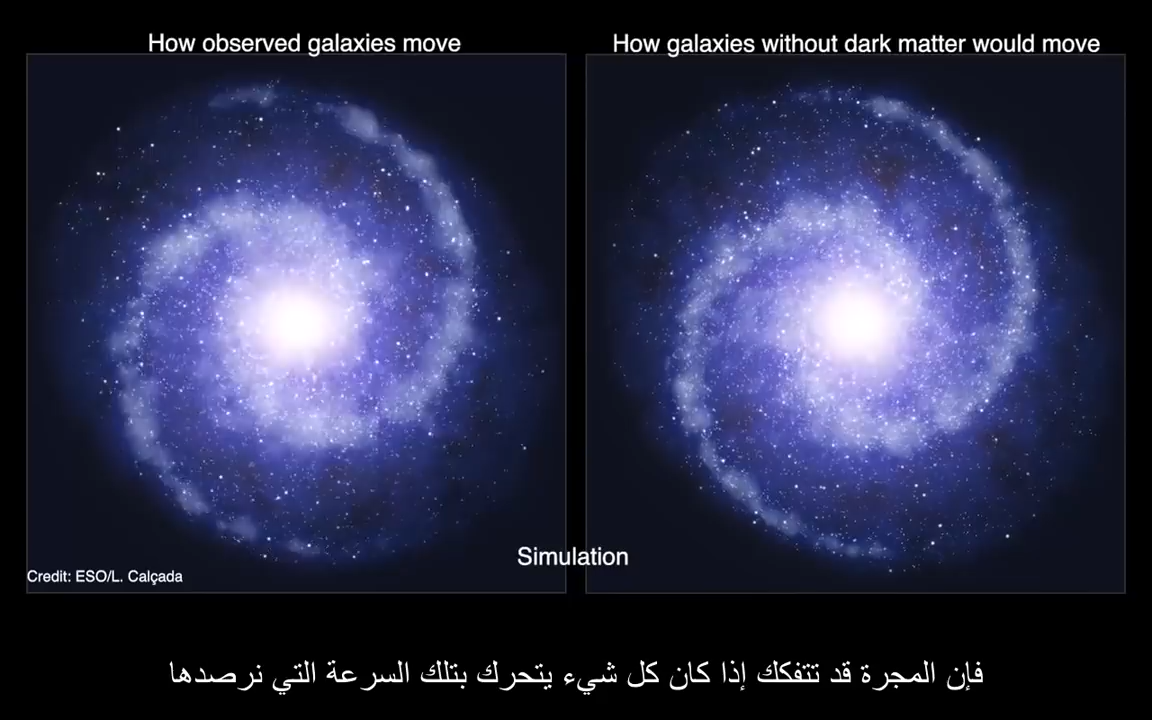 How observed galaxies move
How galaxies without dark matter would move
Simulation
Credit: ESO/L. Calçada
فإن المجرة قد تتفكك إذا كان كل شيء يتحرك بتلك السرعة التي نرصدها